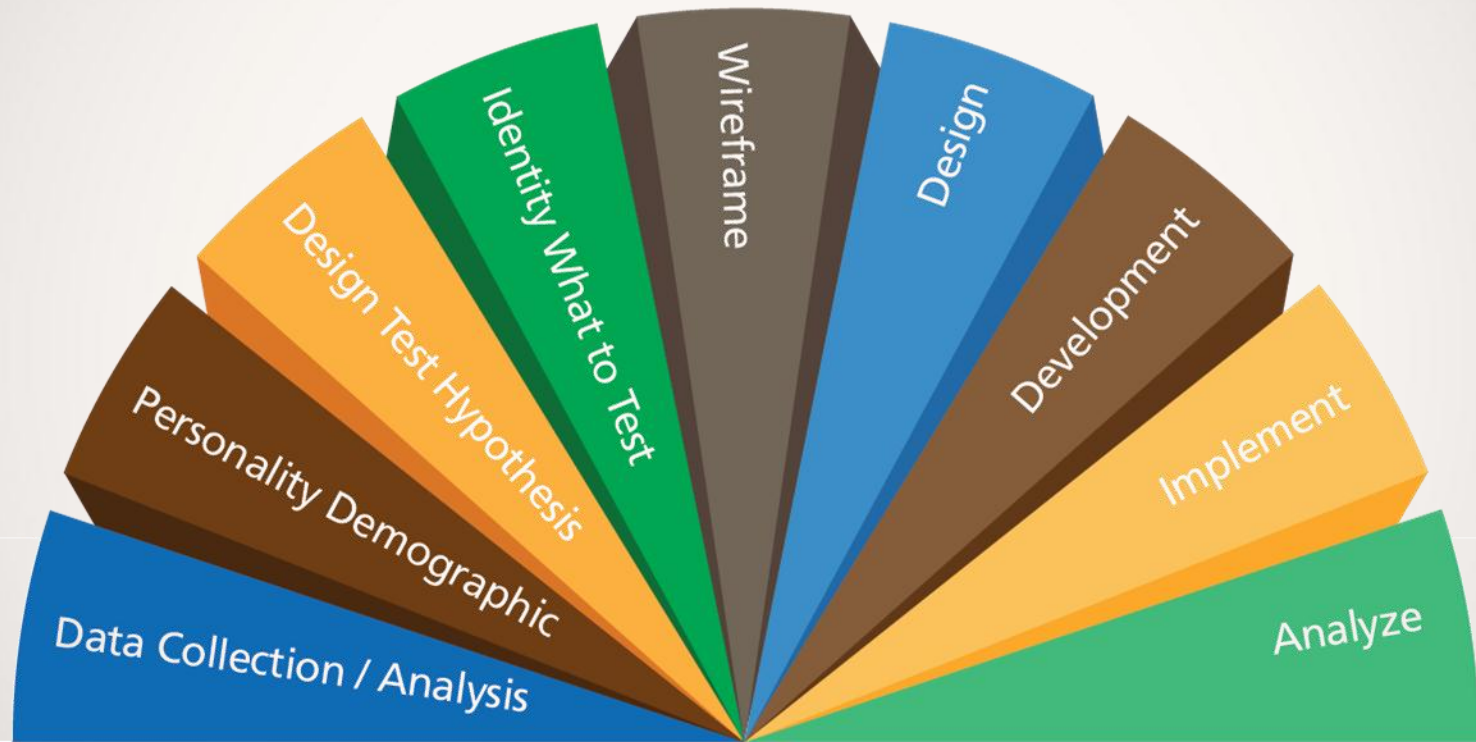 Data Collection / Analysis
Personality Demographic
Design Test Hypothesis
Identity What to Test
Wireframe
Design
Development
Implement
Analyze